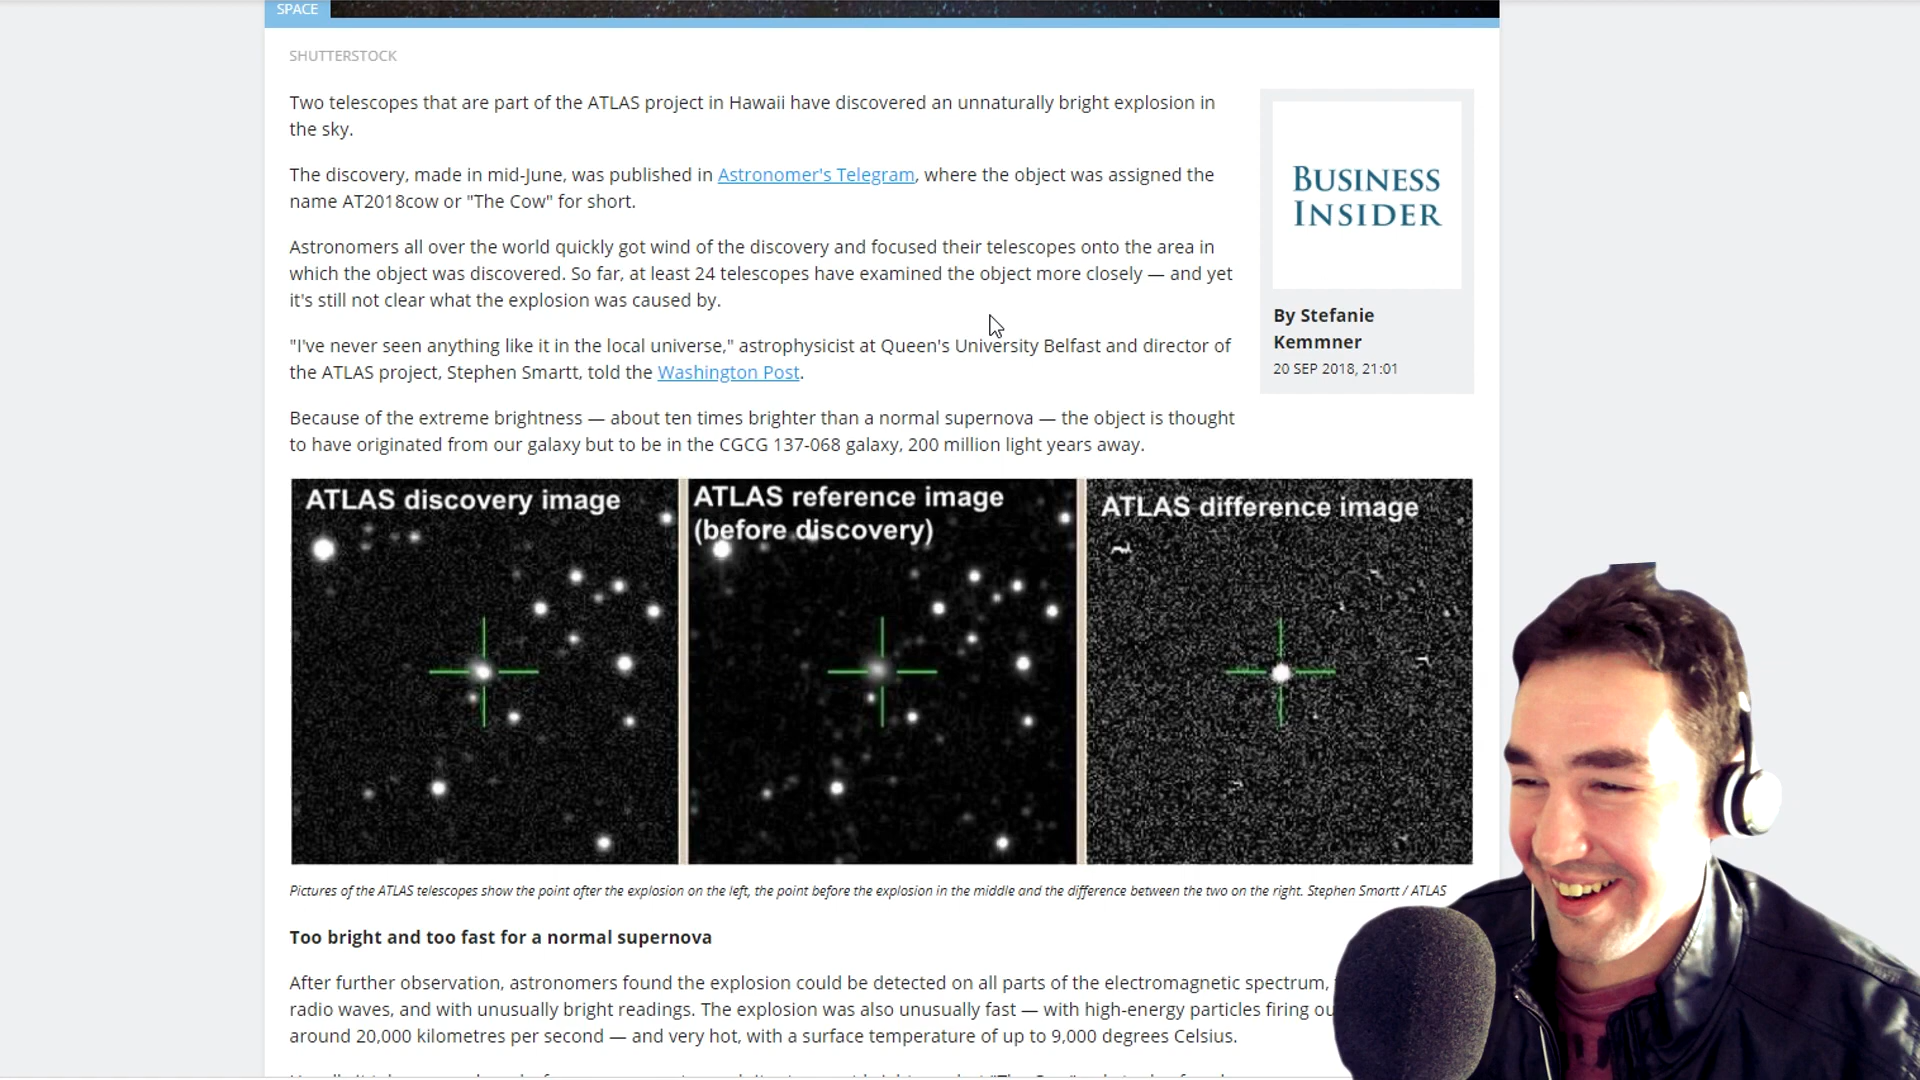 SPACE
SHUTTERSTOCK
Two telescopes that are part of the ATLAS project in Hawaii have discovered an unnaturally bright explosion in
the sky.
The discovery, made in mid-June, was published in Astronomer's Telegram, where the object was assigned the
name AT2018cow or "The Cow" for short.
Astronomers all over the world quickly got wind of the discovery and focused their telescopes onto the area in
which the object was discovered. So far, at least 24 telescopes have examined the object more closely — and yet
it's still not clear what the explosion was caused by.
"I've never seen anything like it in the local universe," astrophysicist at Queen's University Belfast and director of
the ATLAS project, Stephen Smartt, told the Washington Post.
Because of the extreme brightness — about ten times brighter than a normal supernova — the object is thought
to have originated from our galaxy but to be in the CGCG 137-068 galaxy, 200 million light years away.
BUSINESS
INSIDER
By Stefanie
Kemmner
20 SEP 2018, 21:01
ATLAS discovery image
ATLAS reference image
(before discovery)
ATLAS difference image
Pictures of the ATLAS telescopes show the point after the explosion on the left, the point before the explosion in the middle and the difference between the two on the right. Stephen Smartt / ATLAS
Too bright and too fast for a normal supernova
After further observation, astronomers found the explosion could be detected on all parts of the electromagnetic spectrum,
radio waves, and with unusually bright readings. The explosion was also unusually fast — with high-energy particles firing
around 20,000 kilometres per second — and very hot, with a surface temperature of up to 9,000 degrees Celsius.